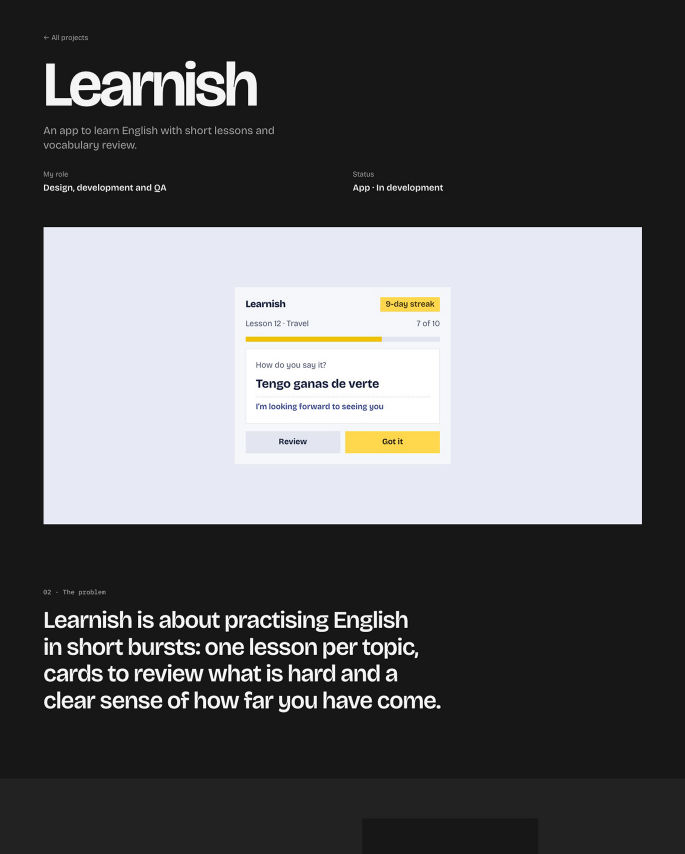 ← All projects
Learnish
An app to learn English with short lessons and
vocabulary review.
My role
Design, development and QA
Status
App · In development
Learnish
9-day streak
Lesson 12 · Travel
7 of 10
How do you say it?
Tengo ganas de verte
I'm looking forward to seeing you
Review
Got it
02 · The problem
Learnish is about practising English
in short bursts: one lesson per topic,
cards to review what is hard and a
clear sense of how far you have come.